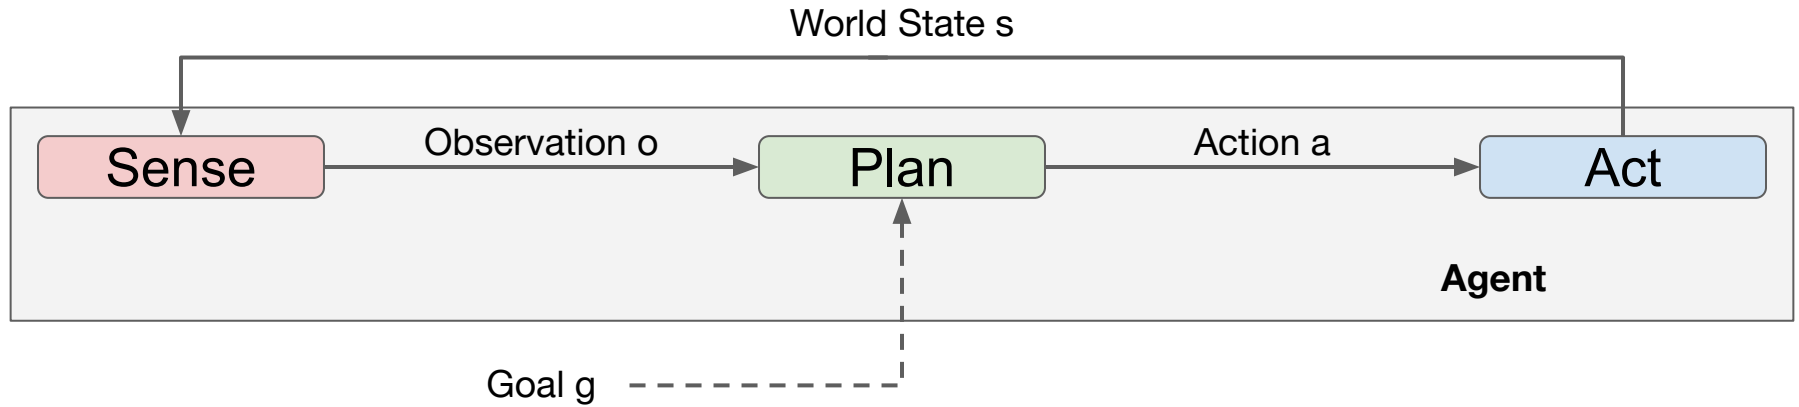 World State s
Sense
Observation o
Plan
Action a
Act
Agent
Goal g